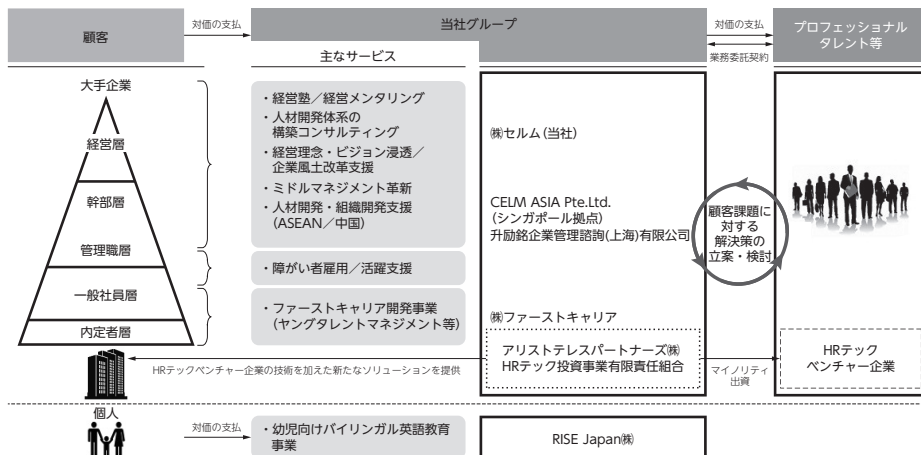 顧客
対価の支払
当社グループ
対価の支払
業務委託契約
プロフェッショナル
タレント等
主なサービス
大手企業
経営層
幹部層
管理職層
一般社員層
内定者層
・経営塾／経営メンタリング
・人材開発体系の
構築コンサルティング
・経営理念・ビジョン浸透／
企業風土改革支援
・ミドルマネジメント革新
・人材開発・組織開発支援
(ASEAN／中国)
・障がい者雇用／活躍支援
・ファーストキャリア開発事業
(ヤングタレントマネジメント等)
㈱セルム(当社)
CELM ASIA Pte.Ltd.
(シンガポール拠点)
升励銘企業管理諮詢(上海)有限公司
㈱ファーストキャリア
アリストテレスパートナーズ㈱
HRテック投資事業有限責任組合
顧客課題に
対する
解決策の
立案・検討
HRテックベンチャー企業の技術を加えた新たなソリューションを提供
マイノリティ
出資
HRテック
ベンチャー企業
個人
対価の支払
・幼児向けバイリンガル英語教育
事業
RISE Japan㈱